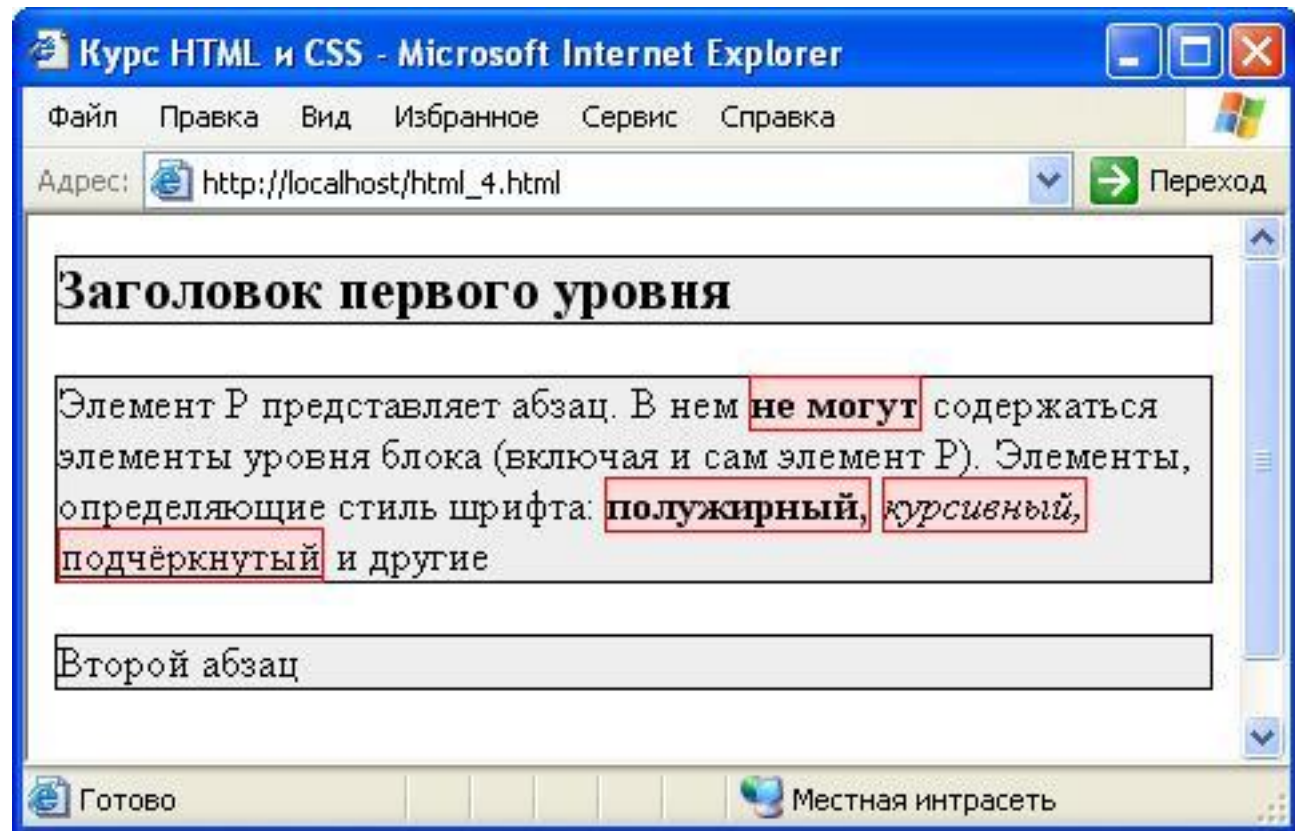 Курс HTML и CSS - Microsoft Internet Explorer
Файл Правка Вид Избранное Сервис Справка
Адрес: http://localhost/html_4.html Переход
Заголовок первого уровня
Элемент P представляет абзац. В нем не могут содержаться
элементы уровня блока (включая и сам элемент P). Элементы,
определяющие стиль шрифта: полужирный, курсивный,
подчёркнутый и другие
Второй абзац
Готово Местная интрасеть